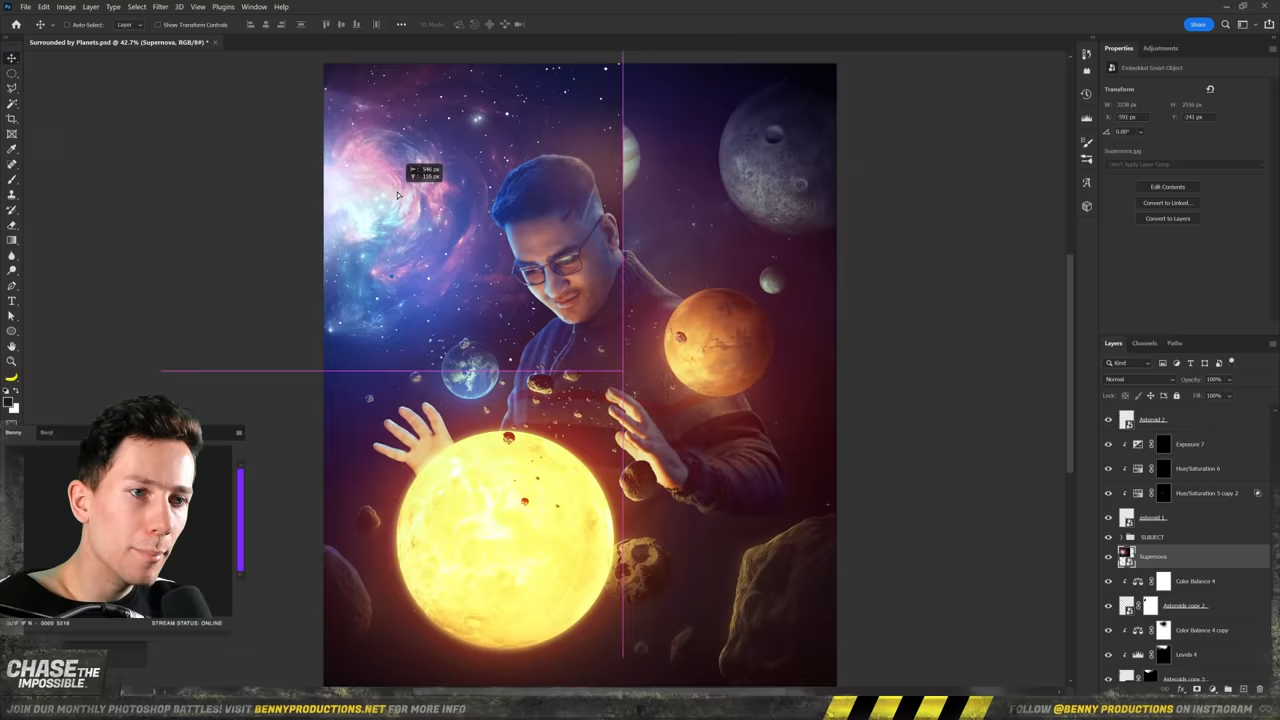 File Edit Image Layer Type Select Filter 3D View Plugins Window Help
Auto-Select: Layer Show Transform Controls 3D Mode: Share
Surrounded by Planets.psd @ 42.7% (Supernova, RGB/8#) *
Properties Adjustments
Embedded Smart Object
Transform
W: 3238 px H: 2516 px
X: -591 px Y: -241 px
0.00°
Supernova.jpg
Don't Apply Layer Comp
Edit Contents
Convert to Linked...
Convert to Layers
546 px
116 px
Layers Channels Paths
Kind
Normal Opacity: 100%
Lock: Fill: 100%
Asteroid 2
Exposure 7
Hue/Saturation 6
Hue/Saturation 5 copy 2
asteroid 1
SUBJECT
Supernova
Color Balance 4
Asteroids copy 2
Color Balance 4 copy
Levels 4
Asteroids copy 3
Benny Benji
STREAM STATUS: ONLINE
CHASE THE
IMPOSSIBLE.
JOIN OUR MONTHLY PHOTOSHOP BATTLES! VISIT BENNYPRODUCTIONS.NET FOR MORE INFO
FOLLOW @BENNY PRODUCTIONS ON INSTAGRAM